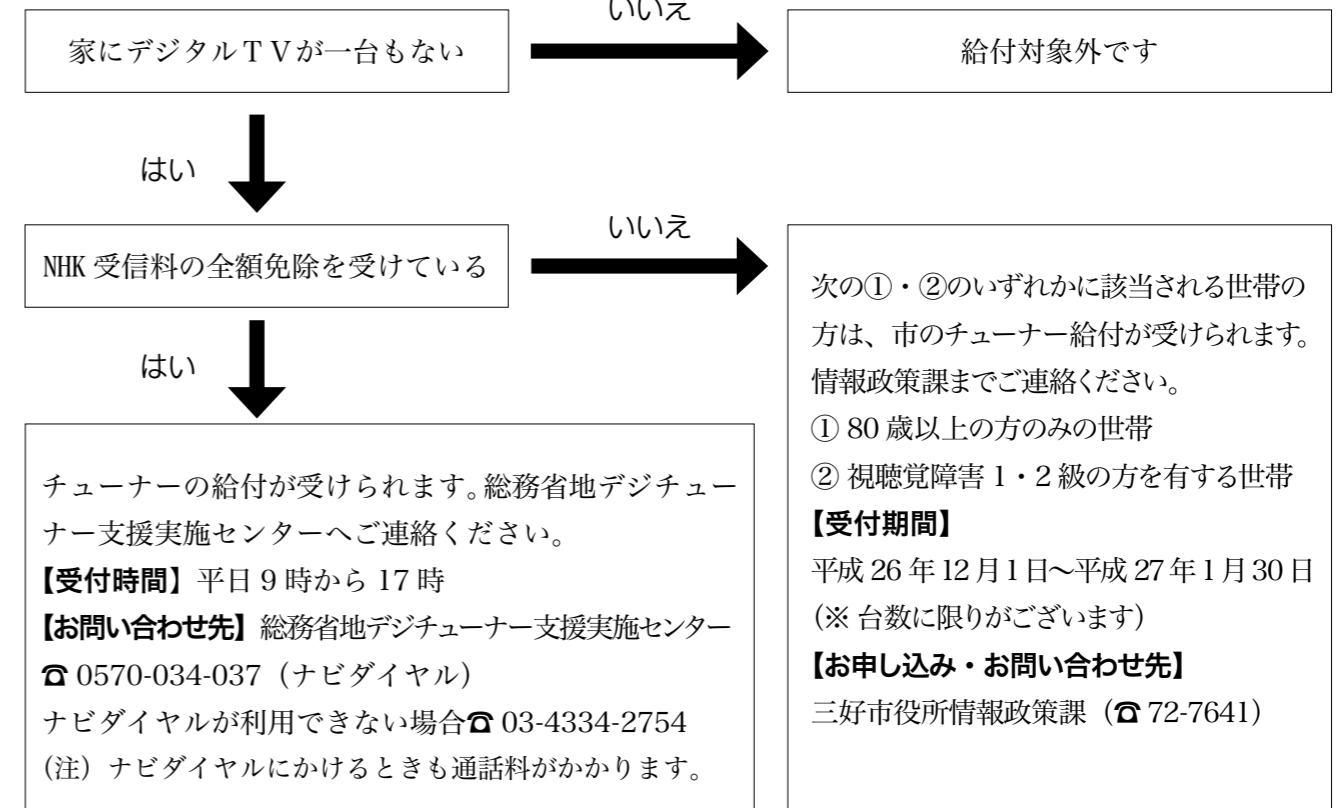 いいえ
家にデジタルＴＶが一台もない
給付対象外です
はい
いいえ
NHK 受信料の全額免除を受けている
はい
チューナーの給付が受けられます。総務省地デジチュー
ナー支援実施センターへご連絡ください。
【受付時間】平日 9 時から 17 時
【お問い合わせ先】総務省地デジチューナー支援実施センター
☎ 0570-034-037（ナビダイヤル）
ナビダイヤルが利用できない場合☎ 03-4334-2754
（注）ナビダイヤルにかけるときも通話料がかかります。
次の①・②のいずれかに該当される世帯の
方は、市のチューナー給付が受けられます。
情報政策課までご連絡ください。
① 80 歳以上の方のみの世帯
② 視聴覚障害 1・2 級の方を有する世帯
【受付期間】
平成 26 年 12 月 1 日～平成 27 年 1 月 30 日
（※ 台数に限りがございます）
【お申し込み・お問い合わせ先】
三好市役所情報政策課（☎ 72-7641）